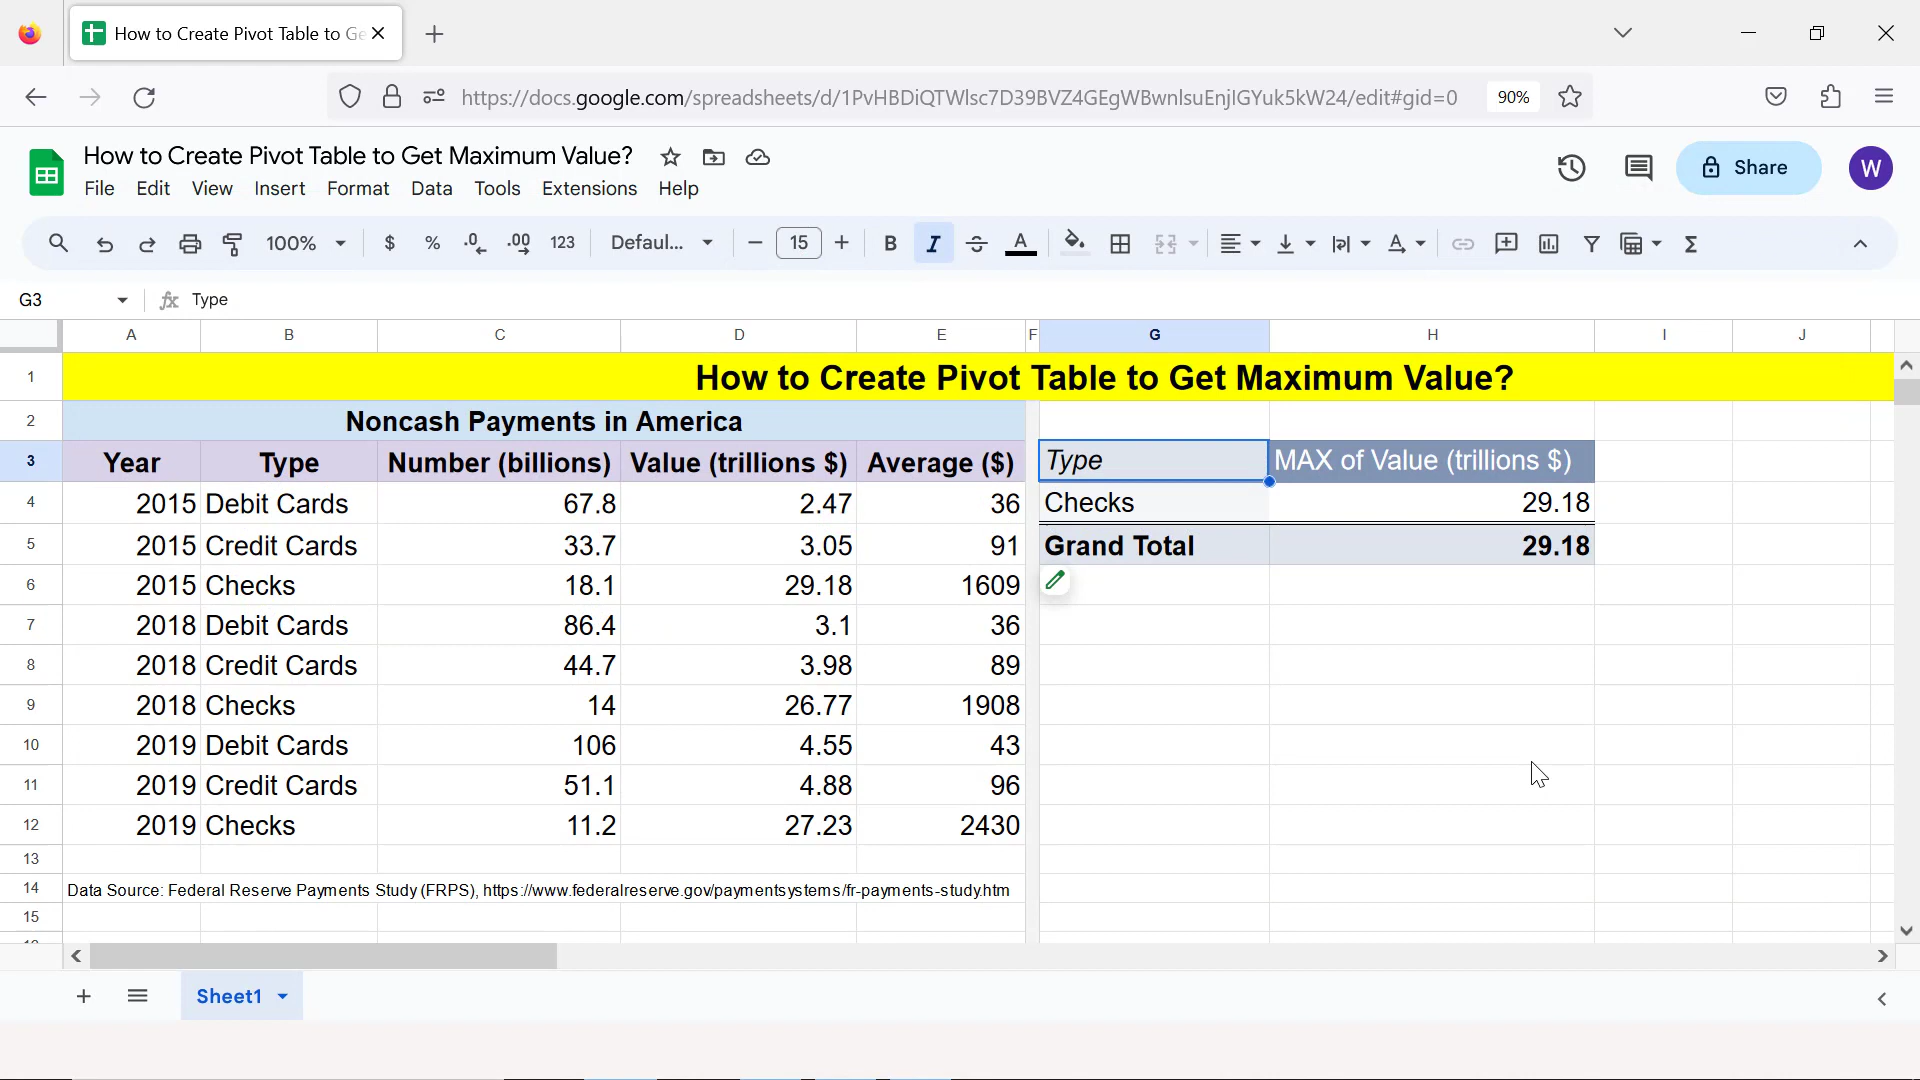 How to Create Pivot Table to Ge
https://docs.google.com/spreadsheets/d/1PvHBDiQTWlsc7D39BVZ4GEgWBwnlsuEnjIGYuk5kW24/edit#gid=0 90%
How to Create Pivot Table to Get Maximum Value?
File Edit View Insert Format Data Tools Extensions Help
Share W
100% $ % .0 .00 123 Defaul... 15 B I S A A Σ
G3 fx Type
A B C D E F G H I J
1 How to Create Pivot Table to Get Maximum Value?
2 Noncash Payments in America
3 Year Type Number (billions) Value (trillions $) Average ($) Type MAX of Value (trillions $)
4 2015 Debit Cards 67.8 2.47 36 Checks 29.18
5 2015 Credit Cards 33.7 3.05 91 Grand Total 29.18
6 2015 Checks 18.1 29.18 1609
7 2018 Debit Cards 86.4 3.1 36
8 2018 Credit Cards 44.7 3.98 89
9 2018 Checks 14 26.77 1908
10 2019 Debit Cards 106 4.55 43
11 2019 Credit Cards 51.1 4.88 96
12 2019 Checks 11.2 27.23 2430
13
14 Data Source: Federal Reserve Payments Study (FRPS), https://www.federalreserve.gov/paymentsystems/fr-payments-study.htm
15
Sheet1